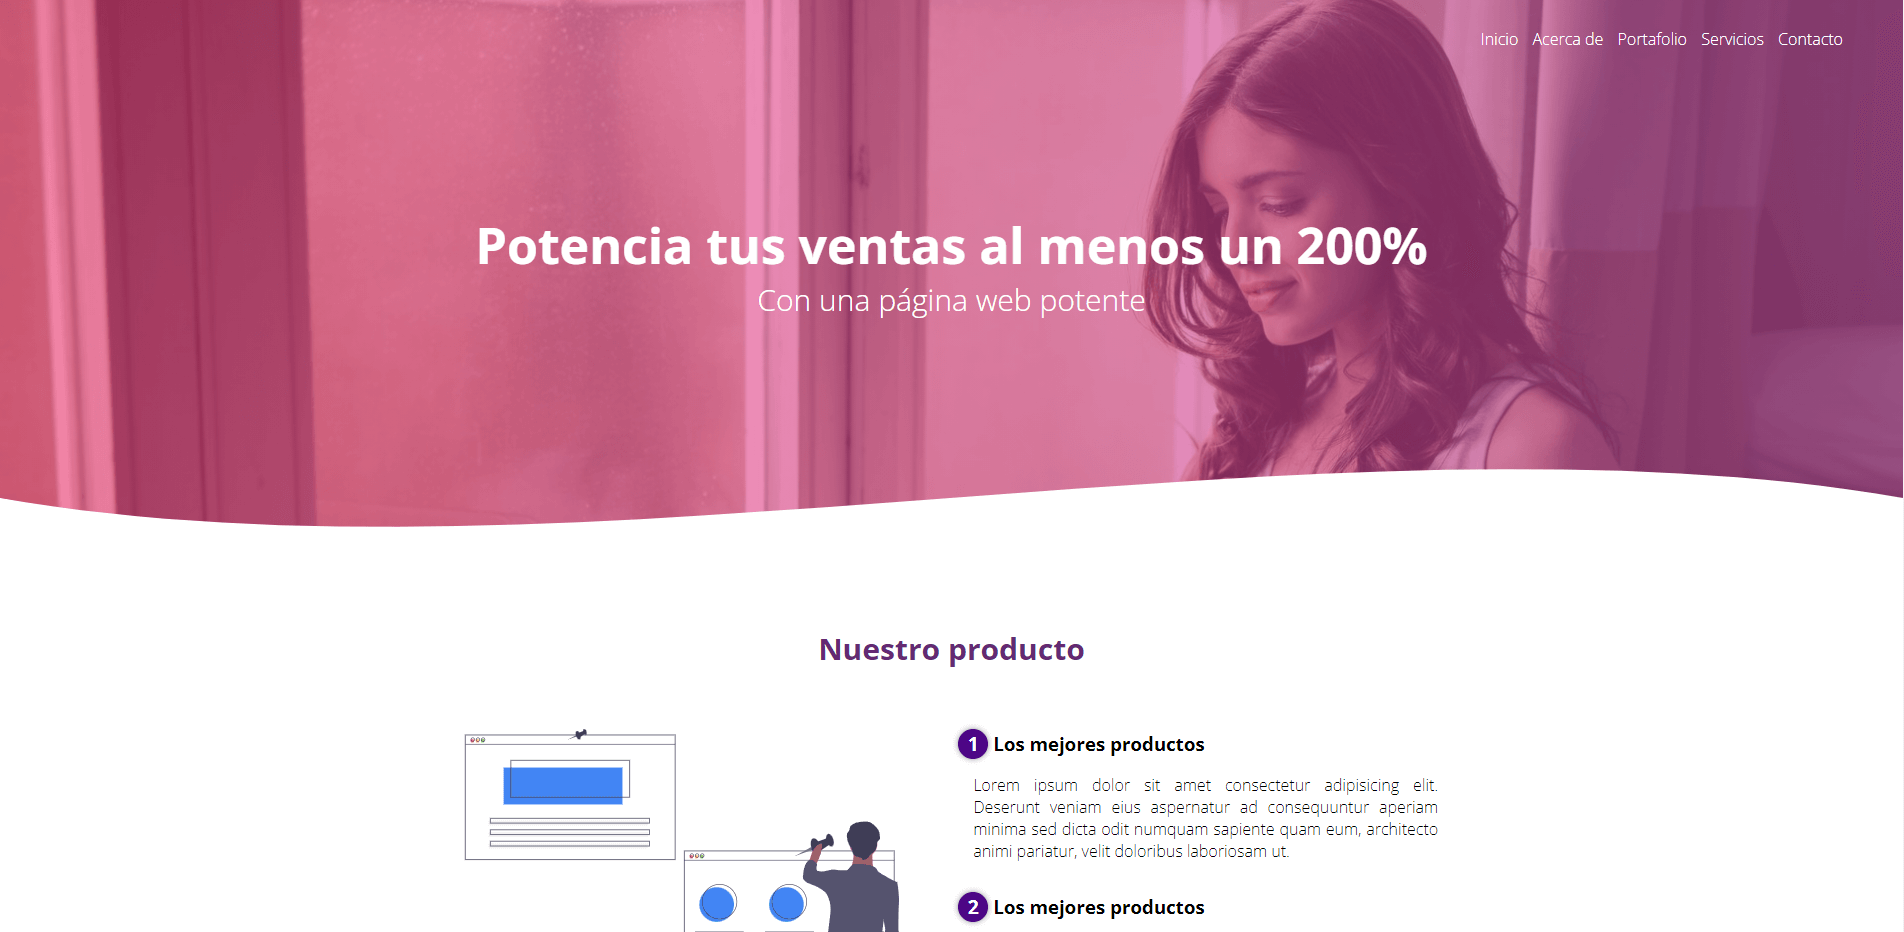 Inicio Acerca de Portafolio Servicios Contacto
Potencia tus ventas al menos un 200%
Con una página web potente
Nuestro producto
1 Los mejores productos
Lorem ipsum dolor sit amet consectetur adipisicing elit.
Deserunt veniam eius aspernatur ad consequuntur aperiam
minima sed dicta odit numquam sapiente quam eum, architecto
animi pariatur, velit doloribus laboriosam ut.
2 Los mejores productos